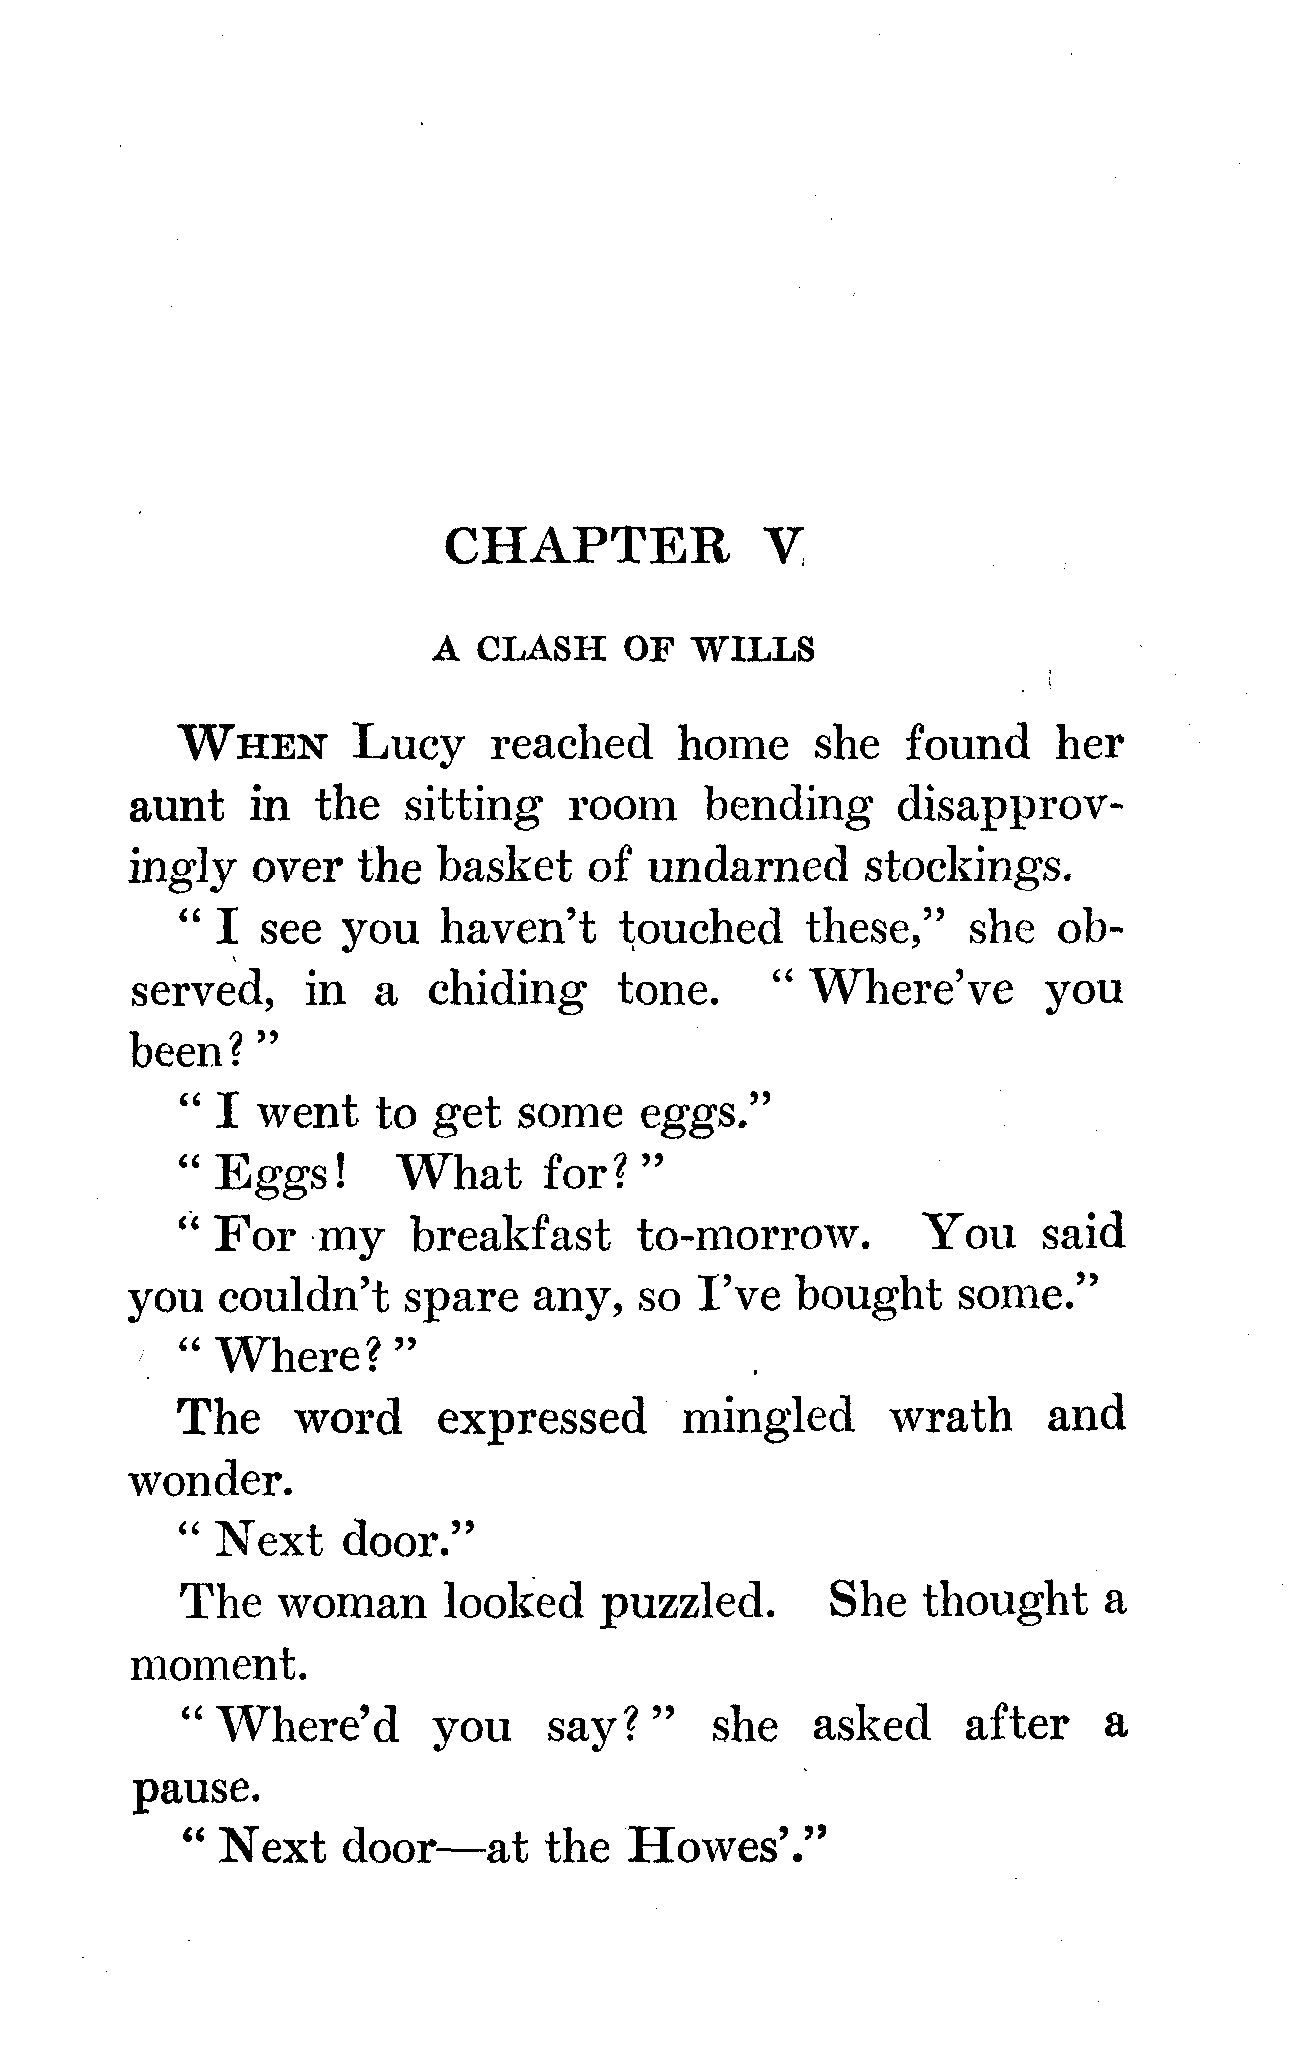 CHAPTER V
A CLASH OF WILLS
WHEN Lucy reached home she found her
aunt in the sitting room bending disapprov-
ingly over the basket of undarned stockings.
“ I see you haven't touched these,” she ob-
served, in a chiding tone. “ Where've you
been? ”
“ I went to get some eggs.”
“ Eggs! What for? ”
“ For my breakfast to-morrow. You said
you couldn't spare any, so I've bought some.”
“ Where? ”
The word expressed mingled wrath and
wonder.
“ Next door.”
The woman looked puzzled. She thought a
moment.
“ Where'd you say? ” she asked after a
pause.
“ Next door—at the Howes'.”